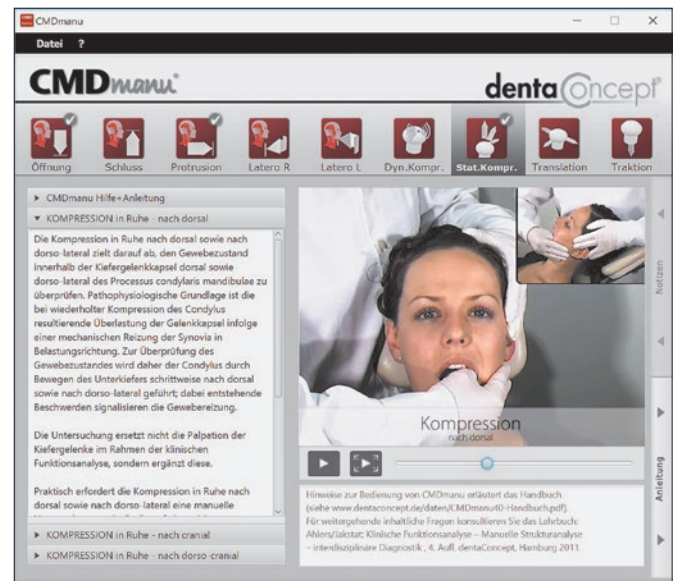 CMDmanu
Datei ?
CMDmanu®
dentaConcept®
Öffnung Schluss Protrusion Latero R Latero L Dyn.Kompr. Stat.Kompr. Translation Traktion
CMDmanu Hilfe+Anleitung
KOMPRESSION in Ruhe - nach dorsal
Die Kompression in Ruhe nach dorsal sowie nach
dorso-lateral zielt darauf ab, den Gewebezustand
innerhalb der Kiefergelenkkapsel dorsal sowie
dorso-lateral des Processus condylaris mandibulae zu
überprüfen. Pathophysiologische Grundlage ist die
bei wiederholter Kompression des Condylus
resultierende Überlastung der Gelenkkapsel infolge
einer mechanischen Reizung der Synovia in
Belastungsrichtung. Zur Überprüfung des
Gewebezustandes wird daher der Condylus durch
Bewegen des Unterkiefers schrittweise nach dorsal
sowie nach dorso-lateral geführt; dabei entstehende
Beschwerden signalisieren die Gewebereizung.
Die Untersuchung ersetzt nicht die Palpation der
Kiefergelenke im Rahmen der klinischen
Funktionsanalyse, sondern ergänzt diese.
Praktisch erfordert die Kompression in Ruhe nach
dorsal sowie nach dorso-lateral eine manuelle
KOMPRESSION in Ruhe - nach cranial
KOMPRESSION in Ruhe - nach dorso-cranial
Kompression
nach dorsal
Hinweise zur Bedienung von CMDmanu erläutert das Handbuch
(siehe www.dentaconcept.de/daten/CMDmanu40-Handbuch.pdf).
Für weitergehende inhaltliche Fragen konsultieren Sie das Lehrbuch:
Ahlers/Jakstat: Klinische Funktionsanalyse – Manuelle Strukturanalyse
– interdisziplinäre Diagnostik , 4. Aufl. dentaConcept, Hamburg 2011.
Notizen
Anleitung